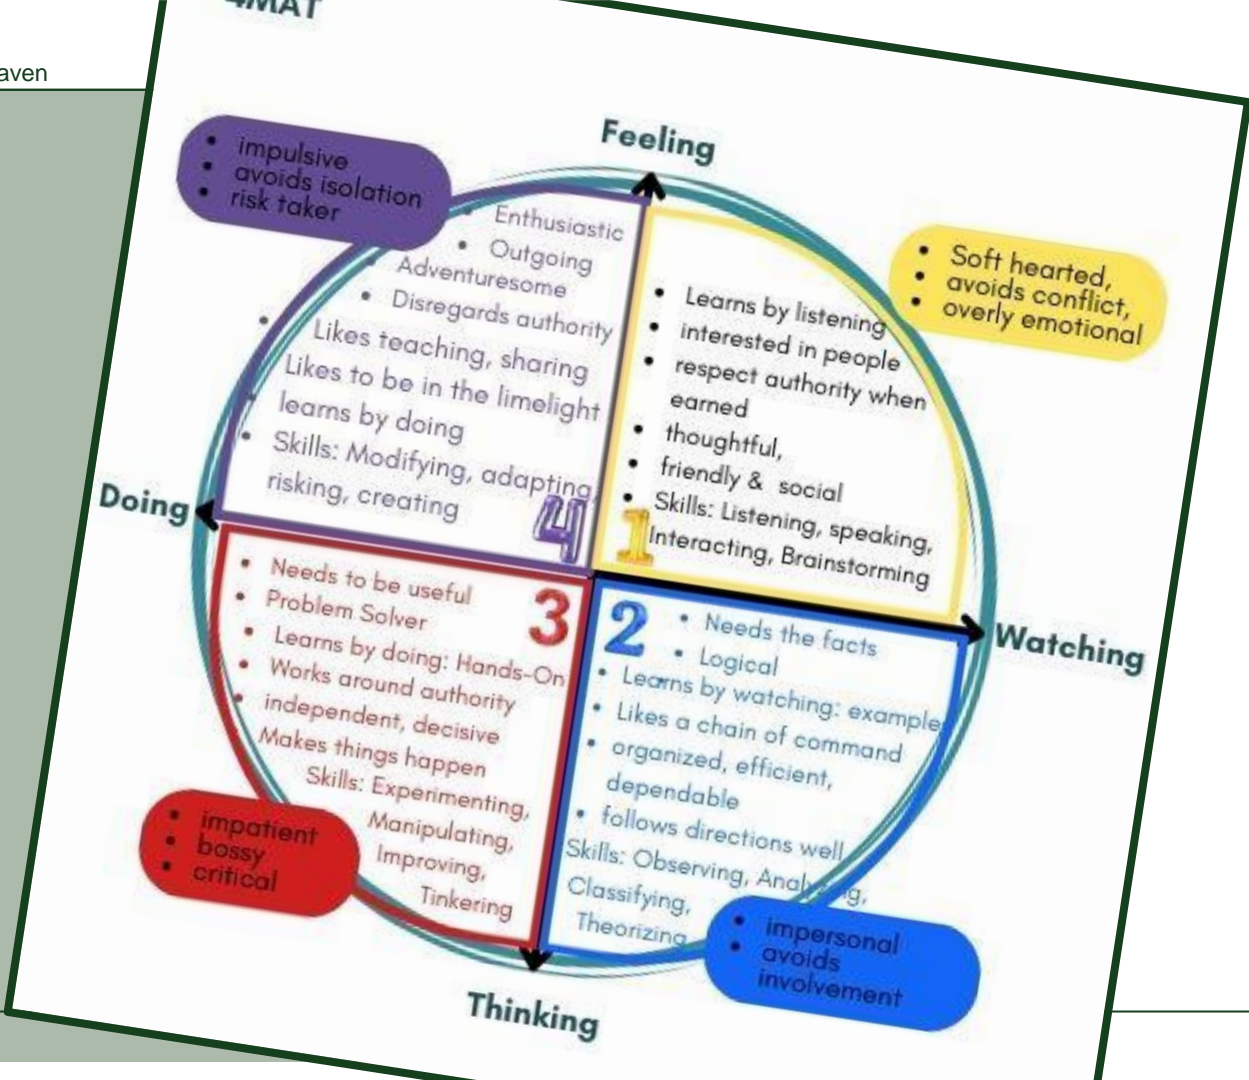 4MAT
aven
Feeling
impulsive
avoids isolation
risk taker
Enthusiastic
Outgoing
Adventuresome
Disregards authority
Likes teaching, sharing
Likes to be in the limelight
learns by doing
Skills: Modifying, adapting,
risking, creating
4
Soft hearted,
avoids conflict,
overly emotional
Learns by listening
interested in people
respect authority when
earned
thoughtful,
friendly & social
Skills: Listening, speaking,
Interacting, Brainstorming
1
Doing
Watching
Needs to be useful
Problem Solver
Learns by doing: Hands-On
Works around authority
independent, decisive
Makes things happen
Skills: Experimenting,
Manipulating,
Improving,
Tinkering
3
impatient
bossy
critical
2
Needs the facts
Logical
Learns by watching: example
Likes a chain of command
organized, efficient,
dependable
follows directions well
Skills: Observing,
Classifying,
Theorizing
impersonal
avoids
involvement
Thinking